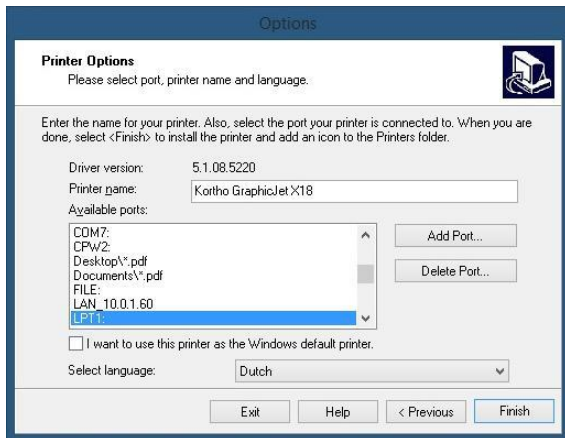 Options
Printer Options
Please select port, printer name and language.
Enter the name for your printer. Also, select the port your printer is connected to. When you are
done, select <Finish> to install the printer and add an icon to the Printers folder.
Driver version: 5.1.08.5220
Printer name: Kortho GraphicJet X18
Available ports:
COM7:
CPW2:
Desktop\*.pdf
Documents\*.pdf
FILE:
LAN_10.0.1.60
LPT1:
Add Port...
Delete Port...
I want to use this printer as the Windows default printer.
Select language: Dutch
Exit Help < Previous Finish